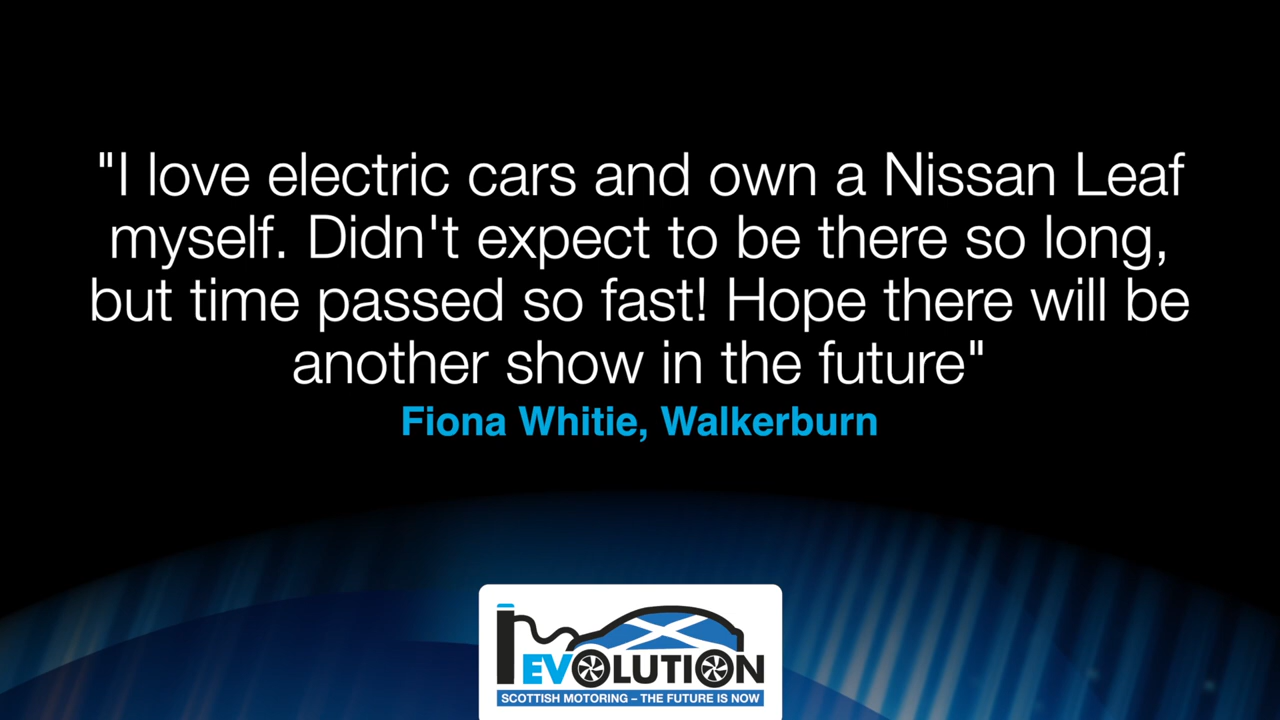 "I love electric cars and own a Nissan Leaf
myself. Didn't expect to be there so long,
but time passed so fast! Hope there will be
another show in the future"
Fiona Whitie, Walkerburn
EVOLUTION
SCOTTISH MOTORING – THE FUTURE IS NOW